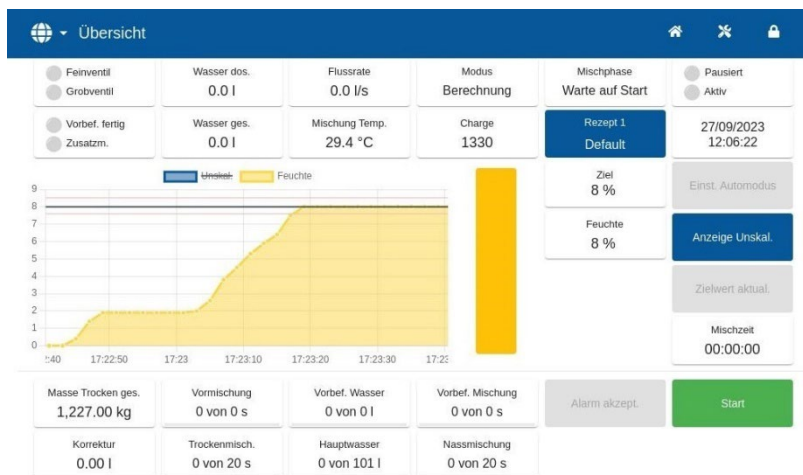 Übersicht
Feinventil
Grobventil
Wasser dos.
0.0 l
Flussrate
0.0 l/s
Modus
Berechnung
Mischphase
Warte auf Start
Pausiert
Aktiv
Vorbef. fertig
Zusatzm.
Wasser ges.
0.0 l
Mischung Temp.
29.4 °C
Charge
1330
Rezept 1
Default
27/09/2023
12:06:22
Unskal.
Feuchte
9
8
7
6
5
4
3
2
1
0
:40
17:22:50
17:23
17:23:10
17:23:20
17:23:30
17:23
Ziel
8 %
Feuchte
8 %
Einst. Automodus
Anzeige Unskal.
Zielwert aktual.
Mischzeit
00:00:00
Masse Trocken ges.
1,227.00 kg
Vormischung
0 von 0 s
Vorbef. Wasser
0 von 0 l
Vorbef. Mischung
0 von 0 s
Alarm akzept.
Start
Korrektur
0.00 l
Trockenmisch.
0 von 20 s
Hauptwasser
0 von 101 l
Nassmischung
0 von 20 s